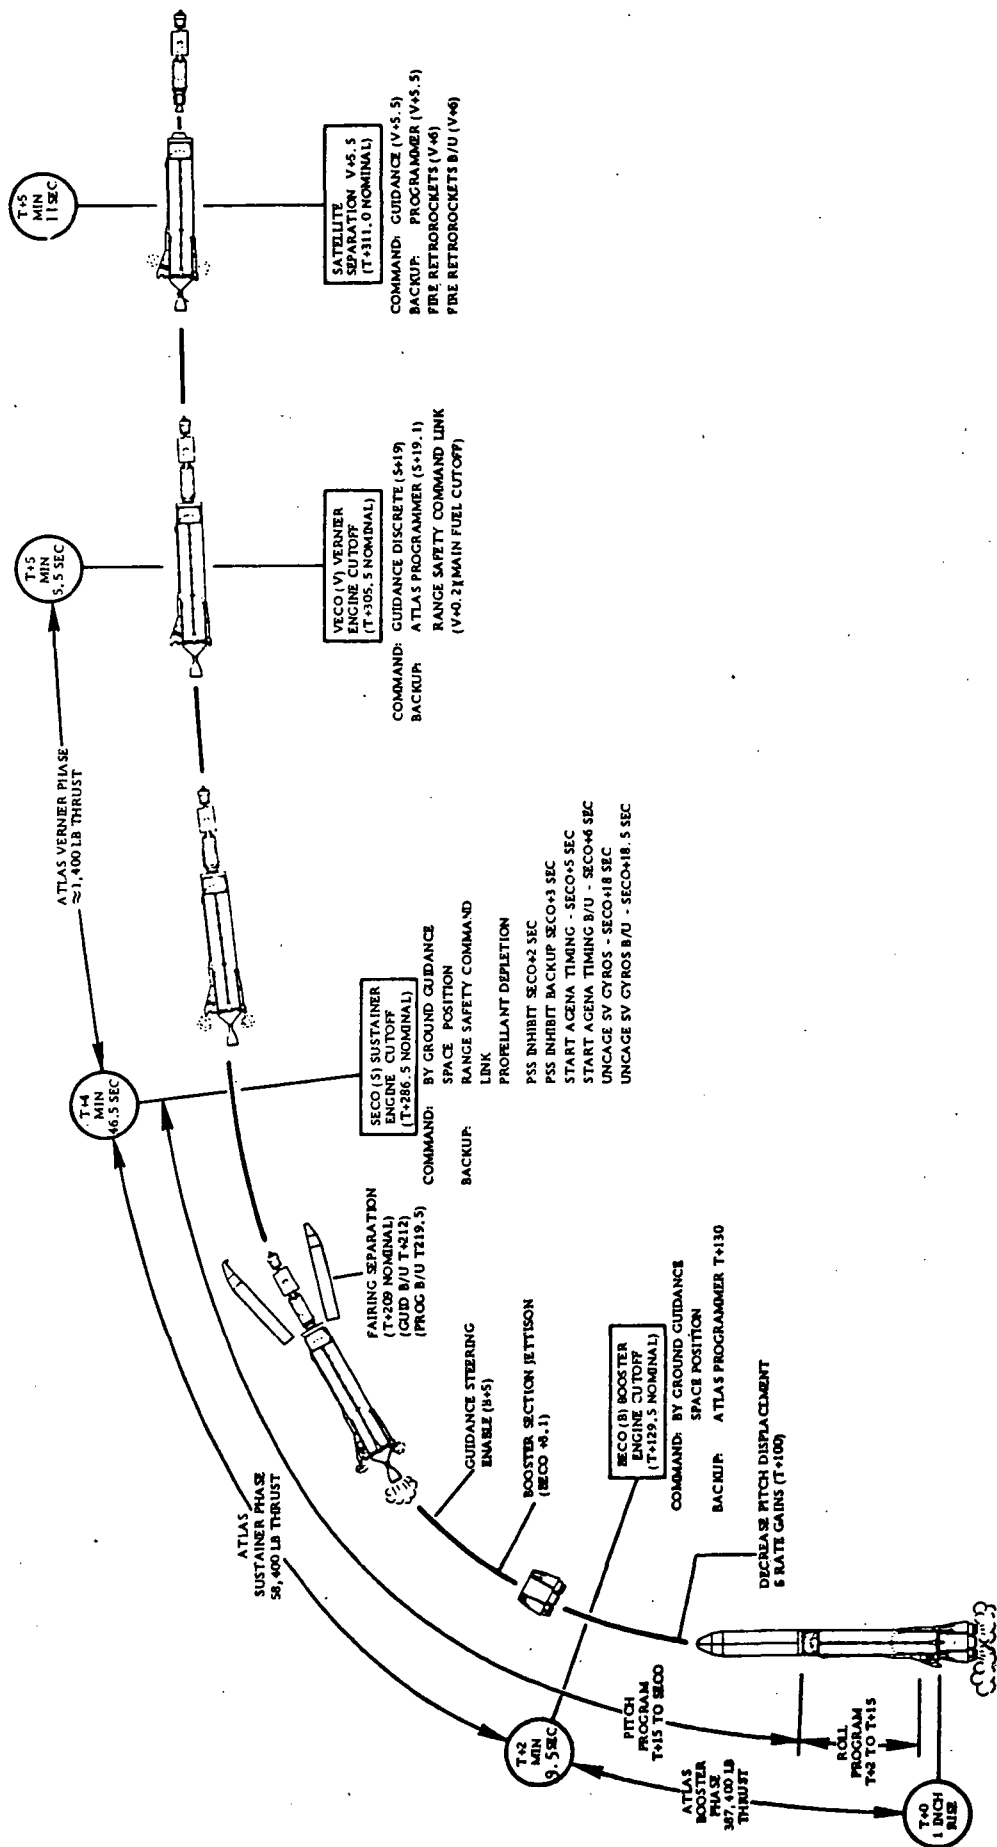 T+5
MIN
11 SEC
SATELLITE
SEPARATION V+5.5
(T+311.0 NOMINAL)
COMMAND: GUIDANCE (V+5.5)
BACKUP: PROGRAMMER (V+5.5)
FIRE RETROROCKETS (V+6)
FIRE RETROROCKETS B/U (V+6)
T+5
MIN
5.5 SEC
VECO (V) VERNIER
ENGINE CUTOFF
(T+305.5 NOMINAL)
COMMAND: GUIDANCE DISCRETE (S+19)
BACKUP: ATLAS PROGRAMMER (S+19.1)
RANGE SAFETY COMMAND LINK
(V+0.2)(MAIN FUEL CUTOFF)
ATLAS VERNIER PHASE
≈1,400 LB THRUST
T+4
MIN
46.5 SEC
SECO (S) SUSTAINER
ENGINE CUTOFF
(T+286.5 NOMINAL)
COMMAND: BY GROUND GUIDANCE
SPACE POSITION
BACKUP: RANGE SAFETY COMMAND
LINK
PROPELLANT DEPLETION
PSS INHIBIT SECO+2 SEC
PSS INHIBIT BACKUP SECO+3 SEC
START AGENA TIMING - SECO+5 SEC
START AGENA TIMING B/U - SECO+6 SEC
UNCAGE SV GYROS - SECO+18 SEC
UNCAGE SV GYROS B/U - SECO+18.5 SEC
FAIRING SEPARATION
(T+209 NOMINAL)
(GUID B/U T+212)
(PROG B/U T219.5)
ATLAS
SUSTAINER PHASE
58,400 LB THRUST
GUIDANCE STEERING
ENABLE (B+5)
BOOSTER SECTION JETTISON
(BECO +8.1)
BECO (B) BOOSTER
ENGINE CUTOFF
(T+129.5 NOMINAL)
COMMAND: BY GROUND GUIDANCE
SPACE POSITION
BACKUP: ATLAS PROGRAMMER T+130
DECREASE PITCH DISPLACEMENT
& RATE GAINS (T+100)
T+2
MIN
9.5 SEC
PITCH
PROGRAM
T+15 TO SECO
ROLL
PROGRAM
T+2 TO T+15
ATLAS
BOOSTER
PHASE
387,400 LB
THRUST
T+0
1 INCH
RISE